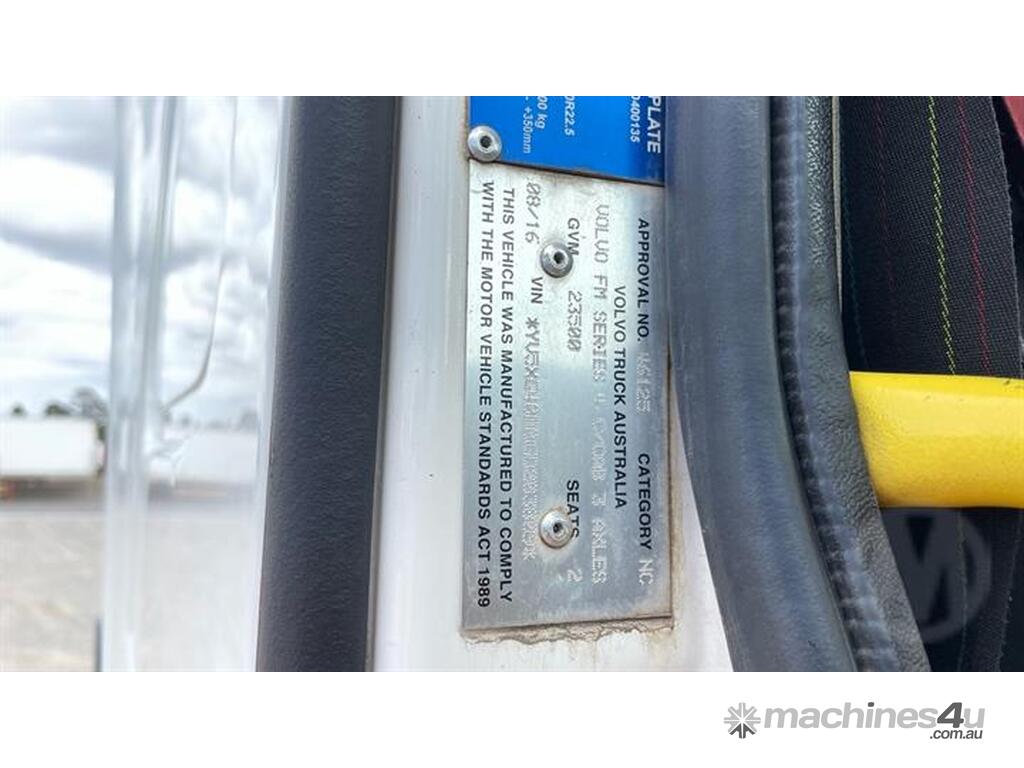 PLATE
0400135
0R22.5
00 kg
+350mm
APPROVAL NO. 46125 CATEGORY NC
VOLVO TRUCK AUSTRALIA
VOLVO FM SERIES 3 AXLES
GVM 23500 SEATS 2
08/16 VIN
THIS VEHICLE WAS MANUFACTURED TO COMPLY
WITH THE MOTOR VEHICLE STANDARDS ACT 1989
machines4u
.com.au